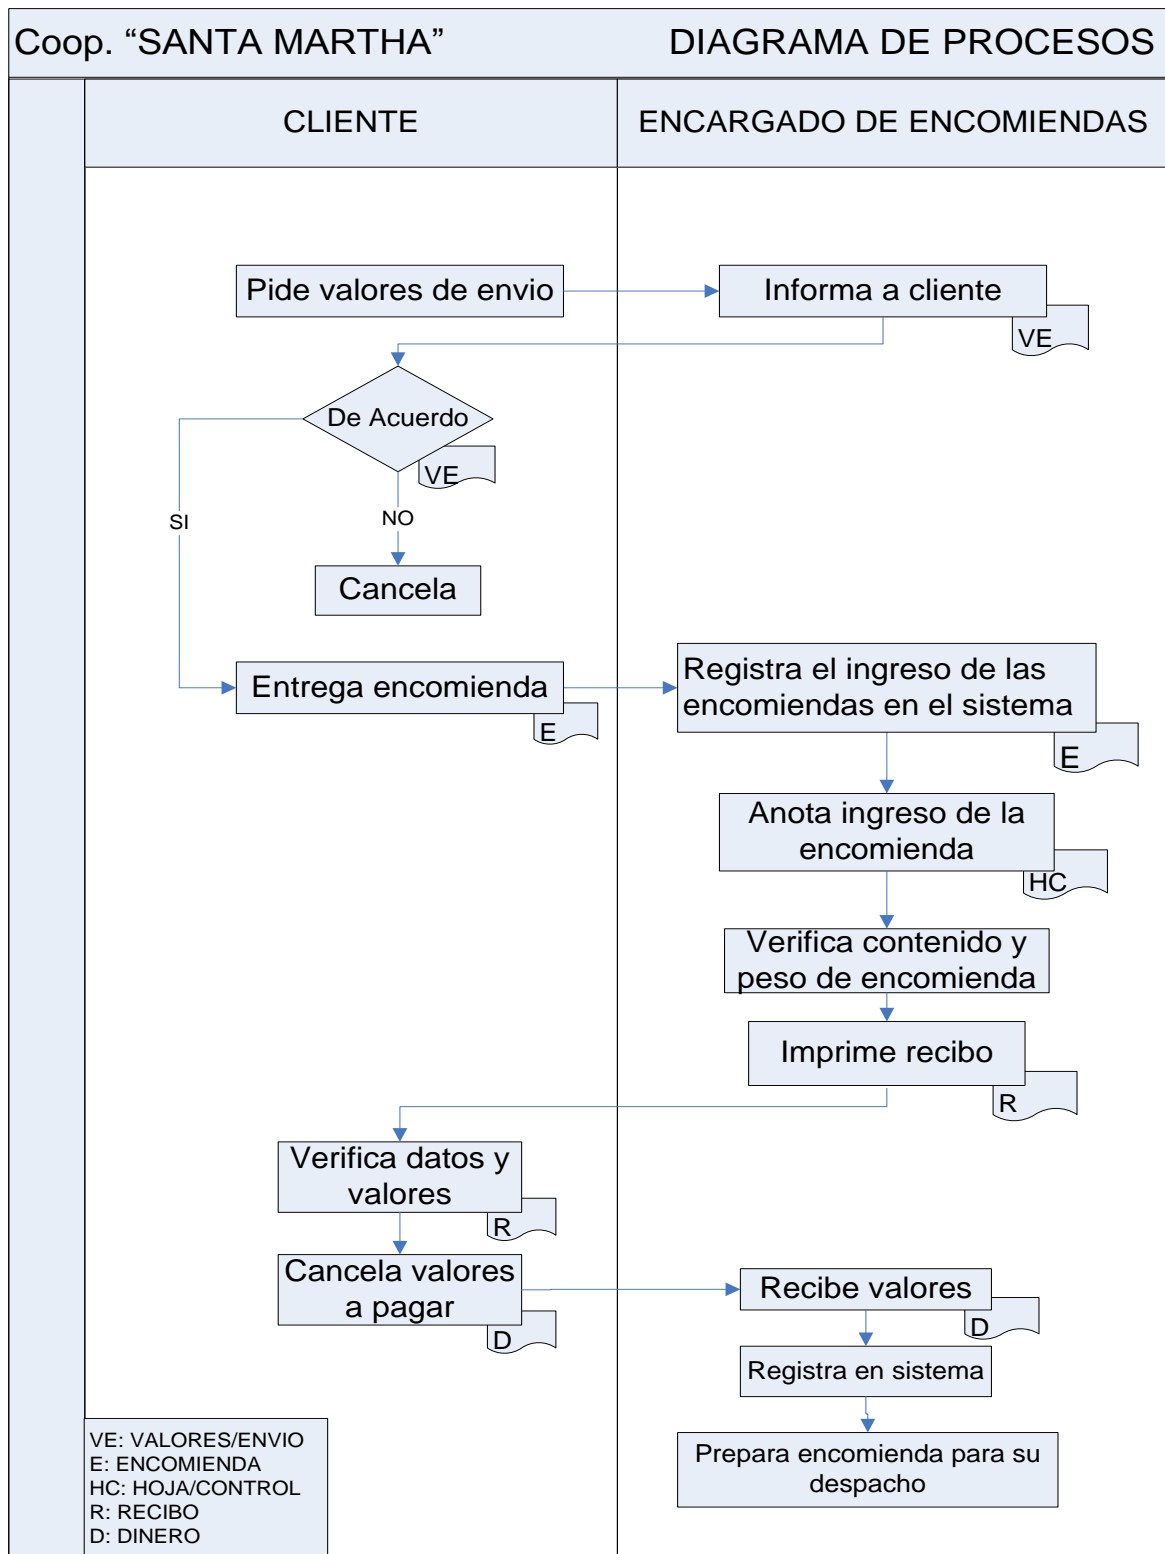 Coop. “SANTA MARTHA”
DIAGRAMA DE PROCESOS
CLIENTE
ENCARGADO DE ENCOMIENDAS
Pide valores de envio
Informa a cliente
VE
De Acuerdo
VE
SI
NO
Cancela
Entrega encomienda
E
Registra el ingreso de las
encomiendas en el sistema
E
Anota ingreso de la
encomienda
HC
Verifica contenido y
peso de encomienda
Imprime recibo
R
Verifica datos y
valores
R
Cancela valores
a pagar
D
Recibe valores
D
Registra en sistema
Prepara encomienda para su
despacho
VE: VALORES/ENVIO
E: ENCOMIENDA
HC: HOJA/CONTROL
R: RECIBO
D: DINERO